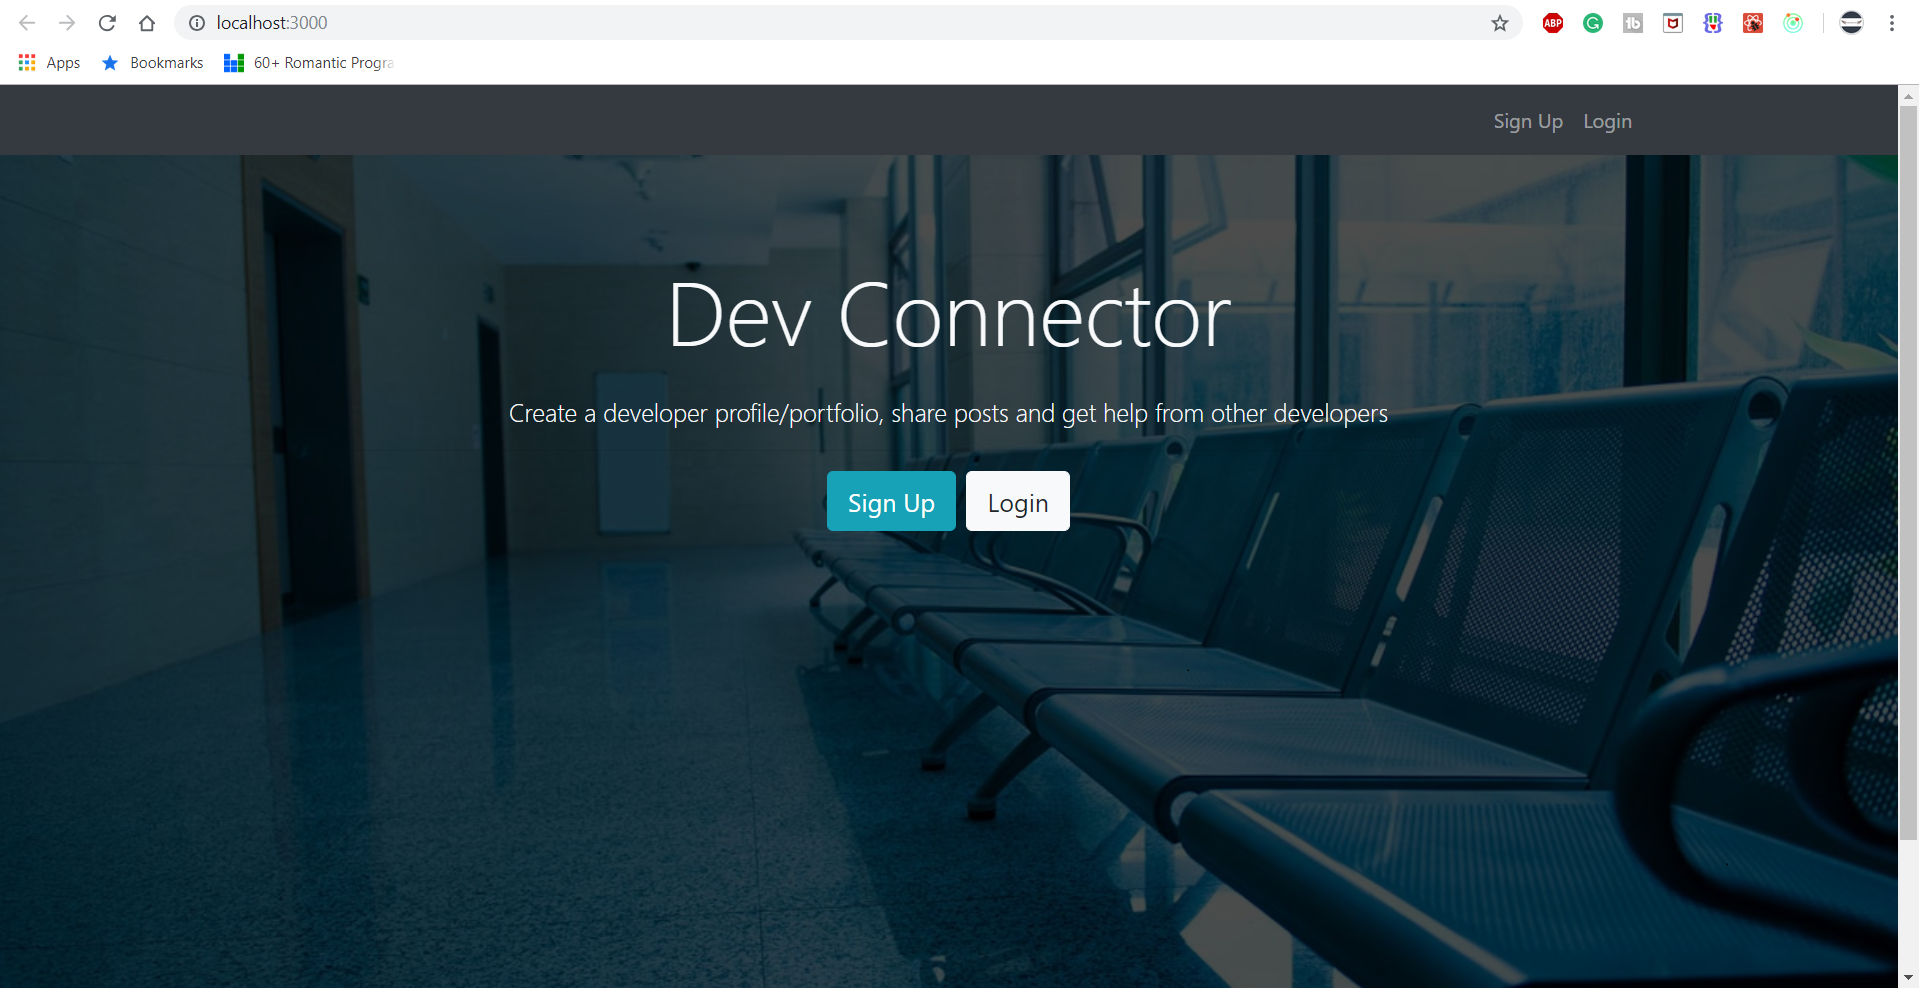 localhost:3000
ABP
Apps
Bookmarks
60+ Romantic Progra
Sign Up
Login
Dev Connector
Create a developer profile/portfolio, share posts and get help from other developers
Sign Up
Login